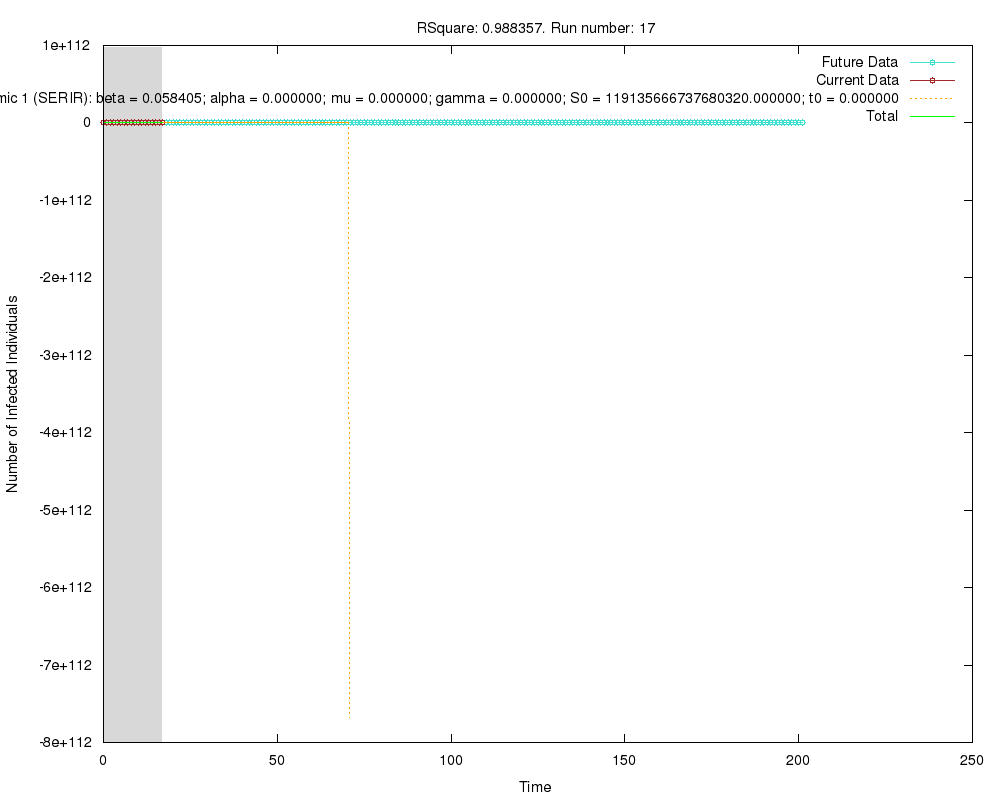 RSquare: 0.988357. Run number: 17
1e+112
Future Data
Current Data
mic 1 (SERIR): beta = 0.058405; alpha = 0.000000; mu = 0.000000; gamma = 0.000000; S0 = 119135666737680320.000000; t0 = 0.000000
Total
0
-1e+112
-2e+112
-3e+112
-4e+112
-5e+112
-6e+112
-7e+112
-8e+112
Number of Infected Individuals
0 50 100 150 200 250
Time